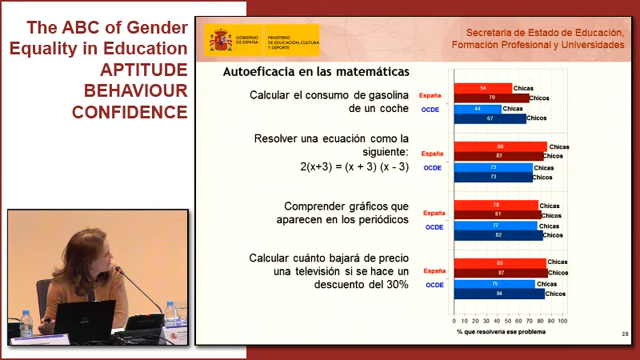 The ABC of Gender
Equality in Education
APTITUDE
BEHAVIOUR
CONFIDENCE
GOBIERNO
DE ESPAÑA
MINISTERIO
DE EDUCACIÓN, CULTURA
Y DEPORTE
Secretaria de Estado de Educación,
Formación Profesional y Universidades
Autoeficacia en las matemáticas
Calcular el consumo de gasolina
de un coche
España
OCDE
54 Chicas
70 Chicos
44 Chicas
67 Chicos
Resolver una ecuación como la
siguiente:
2(x+3) = (x + 3) (x - 3)
España
OCDE
86 Chicas
83 Chicos
73 Chicas
73 Chicos
Comprender gráficos que
aparecen en los periódicos
España
OCDE
78 Chicas
81 Chicos
77 Chicas
82 Chicos
Calcular cuánto bajará de precio
una televisión si se hace un
descuento del 30%
España
OCDE
85 Chicas
87 Chicos
75 Chicas
84 Chicos
0 10 20 30 40 50 60 70 80 90 100
% que resolvería ese problema
28